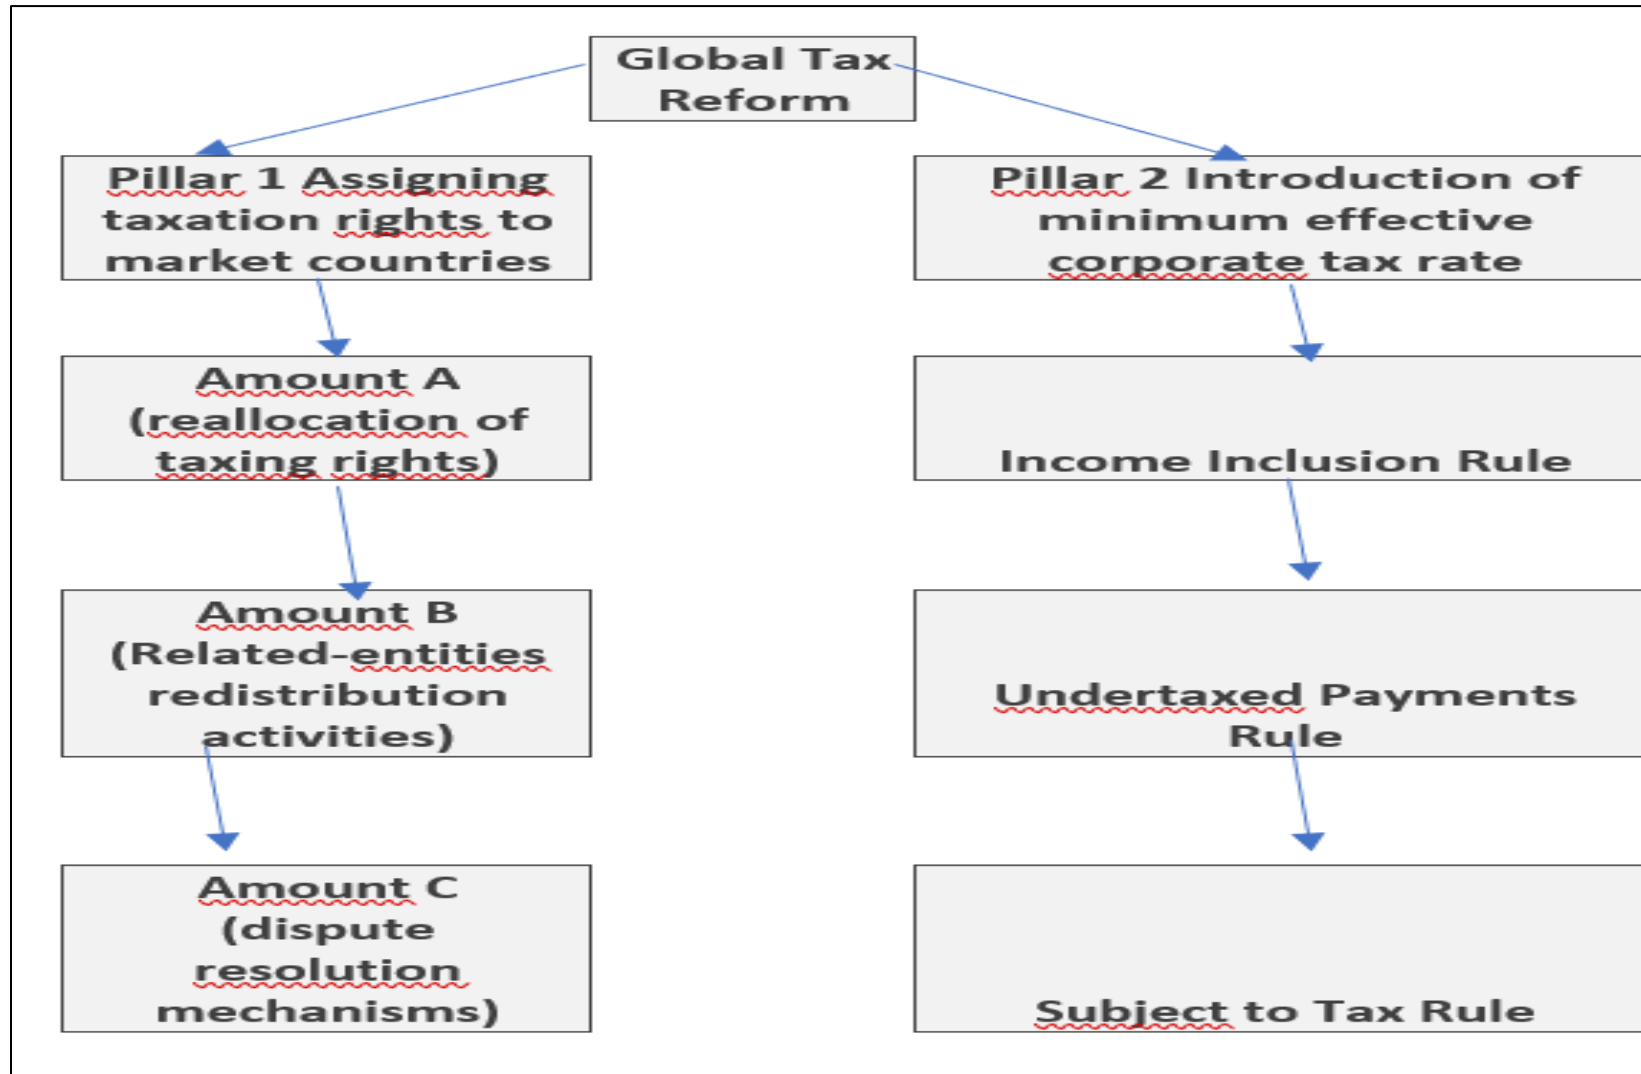 Global Tax
Reform
Pillar 1 Assigning
taxation rights to
market countries
Pillar 2 Introduction of
minimum effective
corporate tax rate
Amount A
(reallocation of
taxing rights)
Income Inclusion Rule
Amount B
(Related-entities
redistribution
activities)
Undertaxed Payments
Rule
Amount C
(dispute
resolution
mechanisms)
Subject to Tax Rule